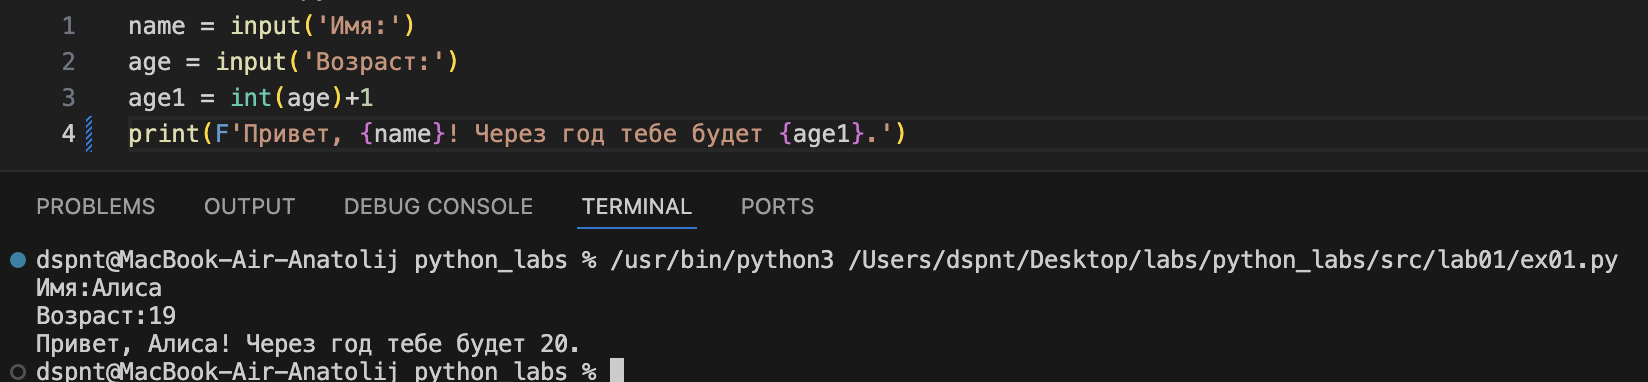 1 name = input('Имя:')
2 age = input('Возраст:')
3 age1 = int(age)+1
4 print(F'Привет, {name}! Через год тебе будет {age1}.')
PROBLEMS OUTPUT DEBUG CONSOLE TERMINAL PORTS
dspnt@MacBook-Air-Anatolij python_labs % /usr/bin/python3 /Users/dspnt/Desktop/labs/python_labs/src/lab01/ex01.py
Имя:Алиса
Возраст:19
Привет, Алиса! Через год тебе будет 20.
dspnt@MacBook-Air-Anatolij python_labs %